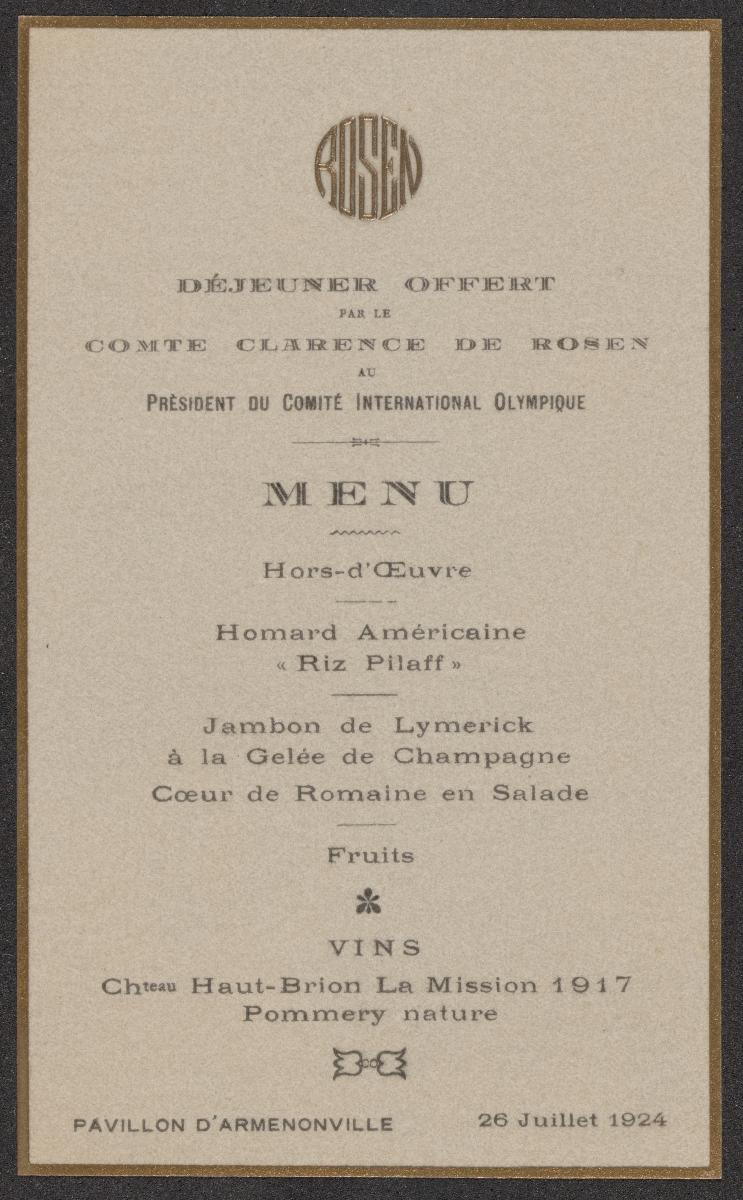 ROSEN
DÉJEUNER OFFERT
PAR LE
COMTE CLARENCE DE ROSEN
AU
PRÈSIDENT DU COMITÉ INTERNATIONAL OLYMPIQUE
MENU
Hors-d'Œuvre
Homard Américaine
« Riz Pilaff »
Jambon de Lymerick
à la Gelée de Champagne
Cœur de Romaine en Salade
Fruits
VINS
Chteau Haut-Brion La Mission 1917
Pommery nature
PAVILLON D'ARMENONVILLE
26 Juillet 1924